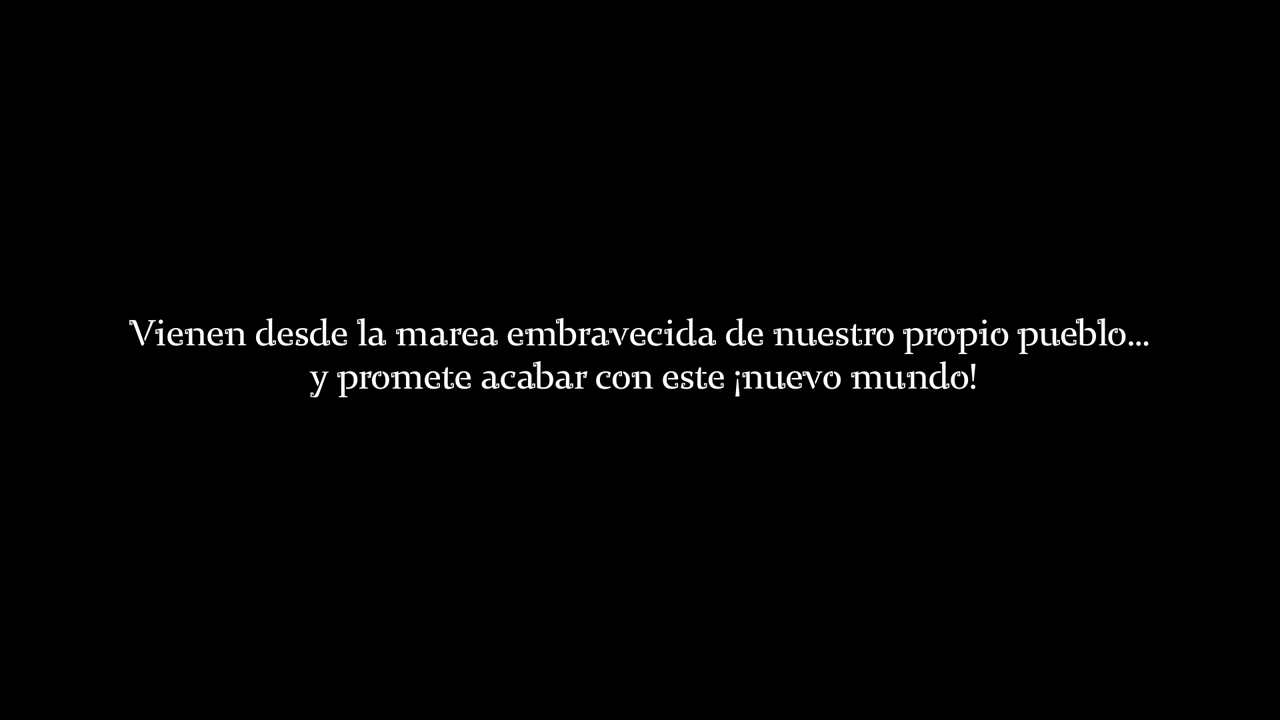 Vienen desde la marea embravecida de nuestro propio pueblo...
y promete acabar con este ¡nuevo mundo!